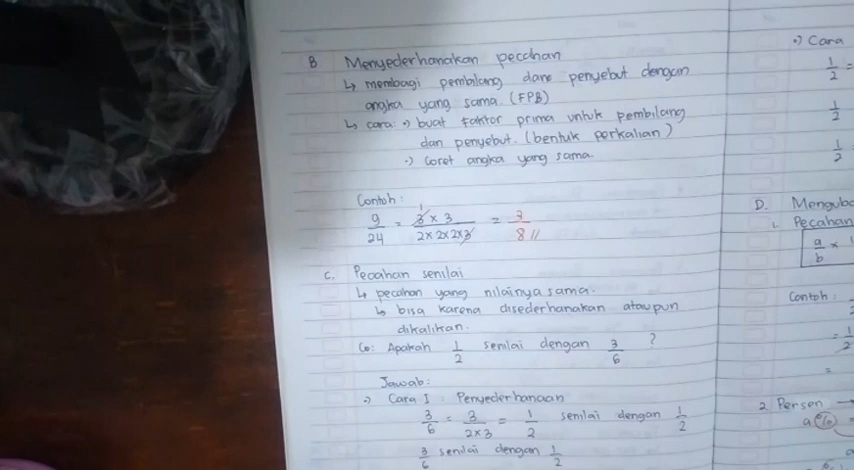 B Menyederhanakan pecahan
↳ membagi pembilang dan penyebut dengan
angka yang sama. (FPB)
↳ cara: •) buat faktor prima untuk pembilang
dan penyebut. (bentuk perkalian)
•) Coret angka yang sama.
Contoh:
9/24 = 3 × 3 / 2×2×2×3 = 3/8 //
1
C. Pecahan senilai
↳ pecahan yang nilainya sama.
↳ bisa karena disederhanakan ataupun
dikalikan.
Co: Apakah 1/2 senilai dengan 3/6 ?
Jawab:
•) Cara I : Penyederhanaan
3/6 = 3/2×3 = 1/2 senilai dengan 1/2
3/6 senilai dengan 1/2
•) Cara
1/2 =
1/2
1/2
D. Menguba
1. Pecahan
a/b ×
Contoh:
= 1/2
=
2. Persen →
a%